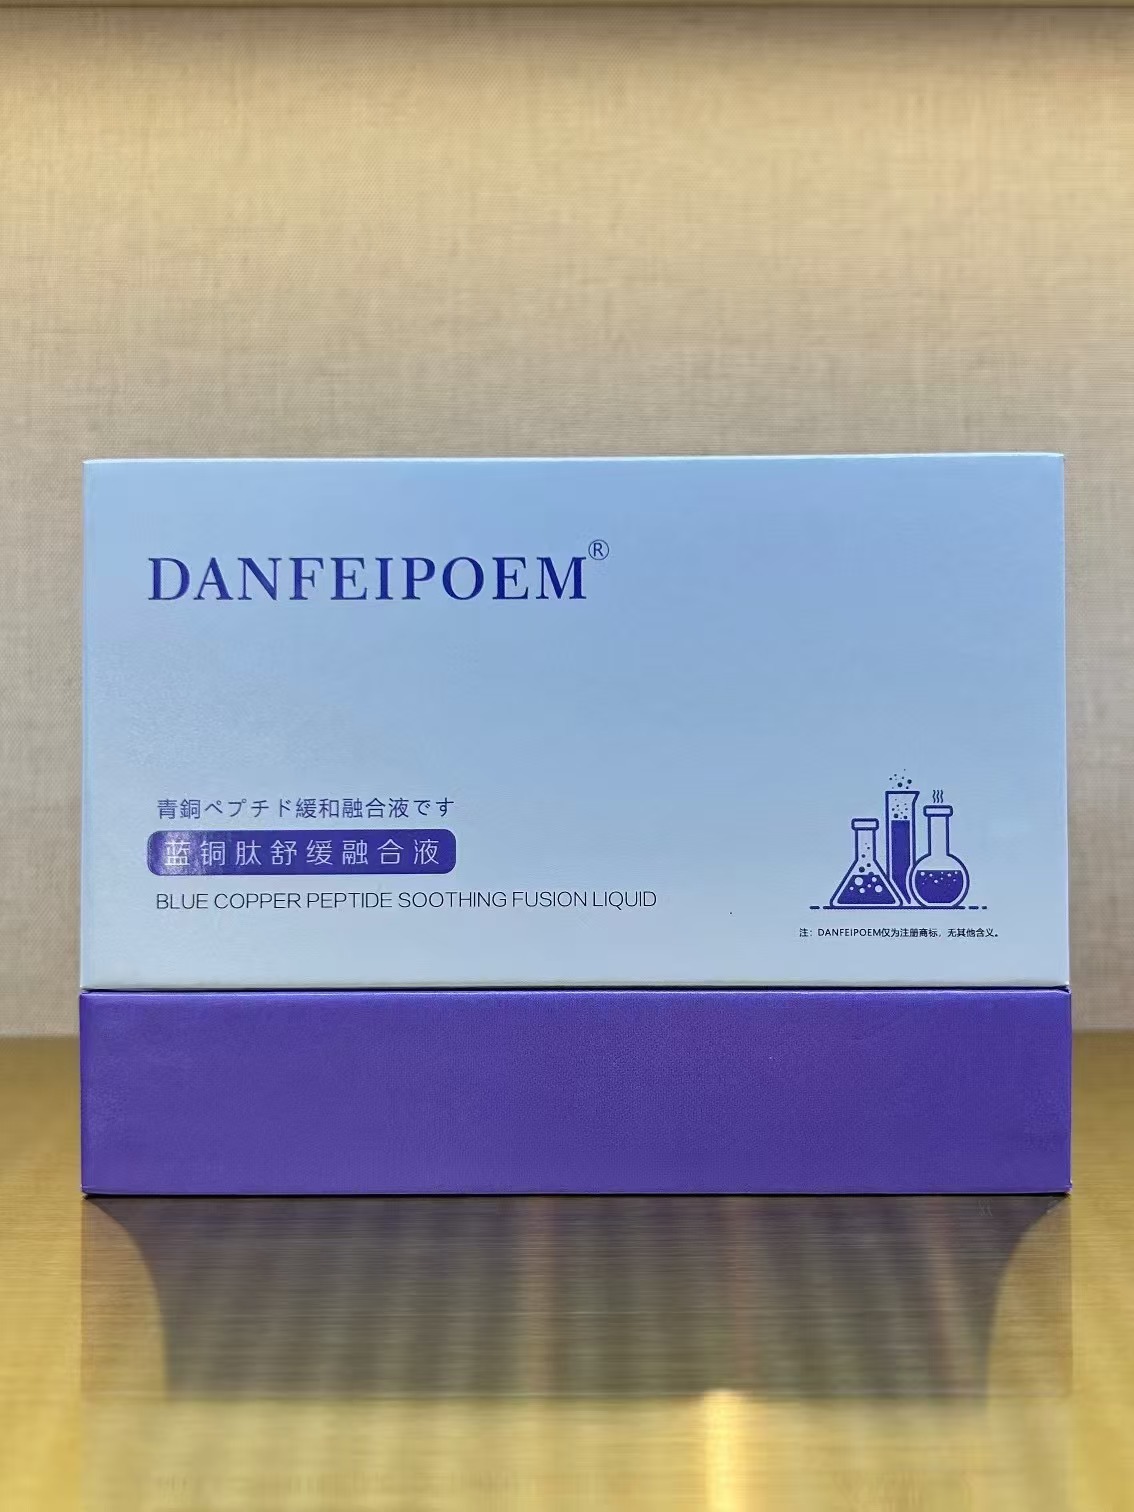 DANFEIPOEM®
青銅ペプチド緩和融合液です
蓝铜肽舒缓融合液
BLUE COPPER PEPTIDE SOOTHING FUSION LIQUID
注：DANFEIPOEM仅为注册商标，无其他含义。